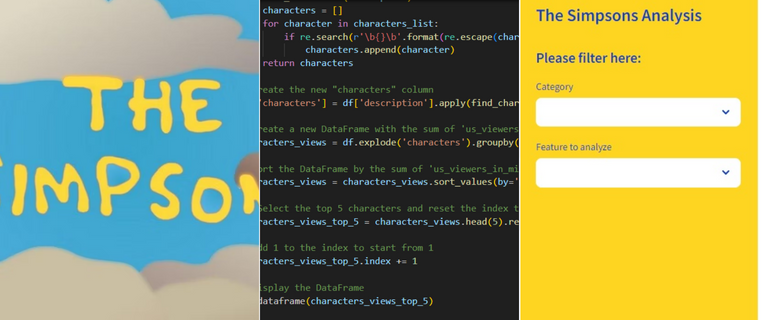 THE
SIMPSON
characters = []
for character in characters_list:
if re.search(r'\b{}\b'.format(re.escape(char
characters.append(character)
return characters
reate the new "characters" column
'characters'] = df['description'].apply(find_char
reate a new DataFrame with the sum of 'us_viewers
racters_views = df.explode('characters').groupby(
ort the DataFrame by the sum of 'us_viewers_in_mi
racters_views = characters_views.sort_values(by='
Select the top 5 characters and reset the index t
racters_views_top_5 = characters_views.head(5).re
dd 1 to the index to start from 1
racters_views_top_5.index += 1
isplay the DataFrame
dataframe(characters_views_top_5)
The Simpsons Analysis
Please filter here:
Category
Feature to analyze